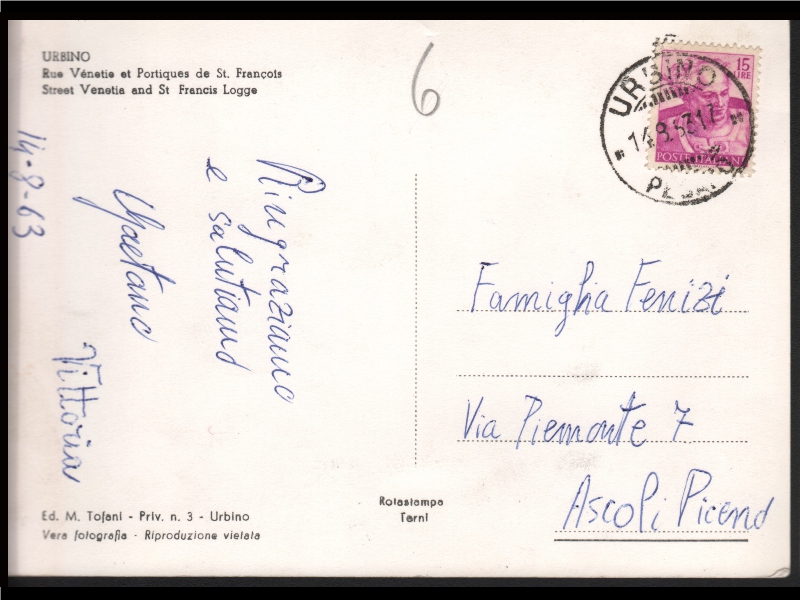 URBINO
Rue Vénetie et Portiques de St. François
Street Venetia and St Francis Logge
6
15
LIRE
POSTE ITALIANE
URBINO
14.8.63.17
14-8-63
Ringraziamo
e salutiamo
Gaetano
Vittoria
Famiglia Fenizi
Via Piemonte 7
Ascoli Piceno
Ed. M. Tofani - Priv. n. 3 - Urbino
Vera fotografia - Riproduzione vietata
Rotastampa
Terni